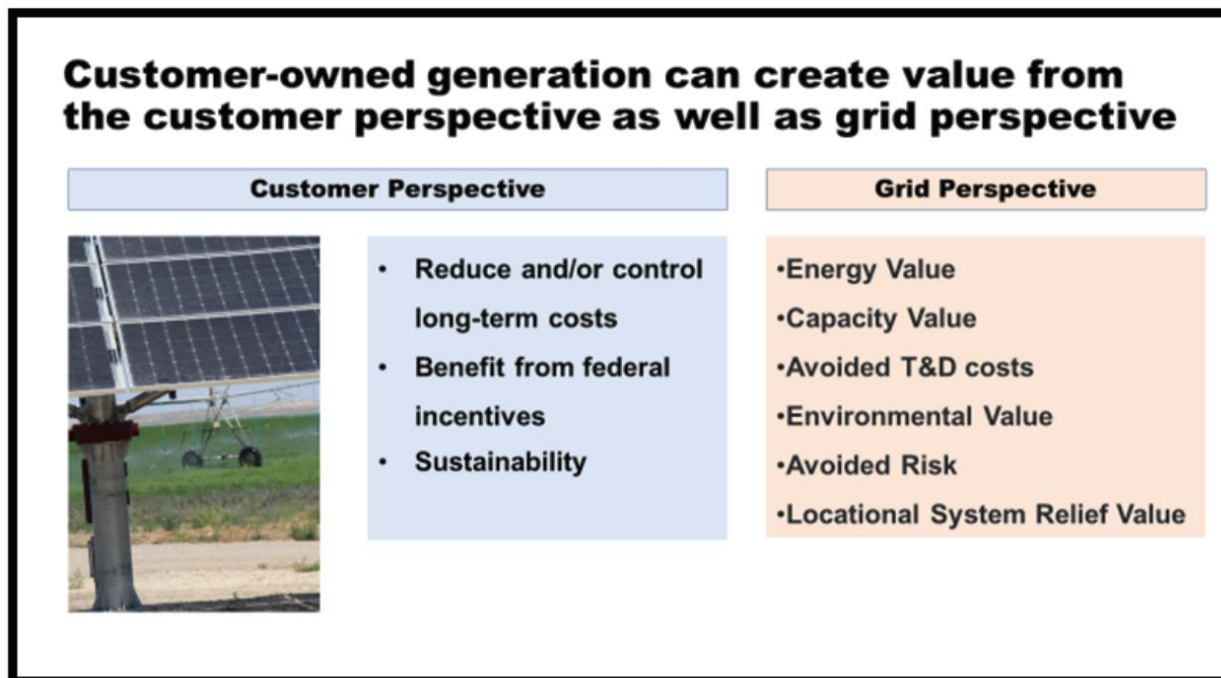 Customer-owned generation can create value from
the customer perspective as well as grid perspective
Customer Perspective
• Reduce and/or control
long-term costs
• Benefit from federal
incentives
• Sustainability
Grid Perspective
•Energy Value
•Capacity Value
•Avoided T&D costs
•Environmental Value
•Avoided Risk
•Locational System Relief Value